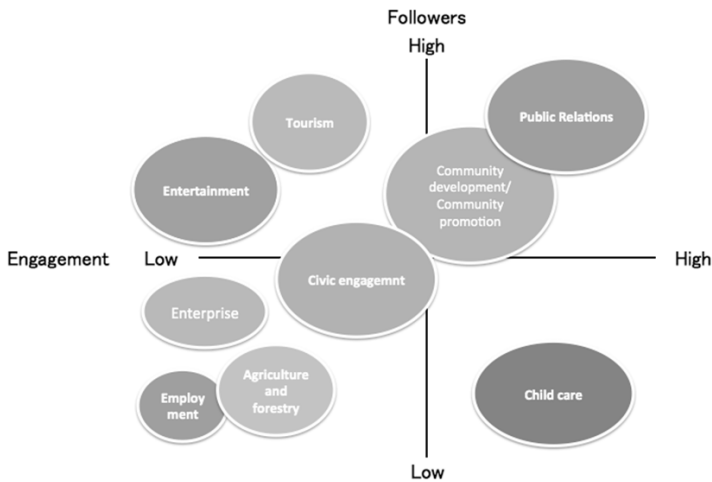 Followers
High
Public Relations
Tourism
Community
development/
Community
promotion
Entertainment
Engagement
Low
High
Civic engagemnt
Enterprise
Agriculture
and
forestry
Employ
ment
Child care
Low